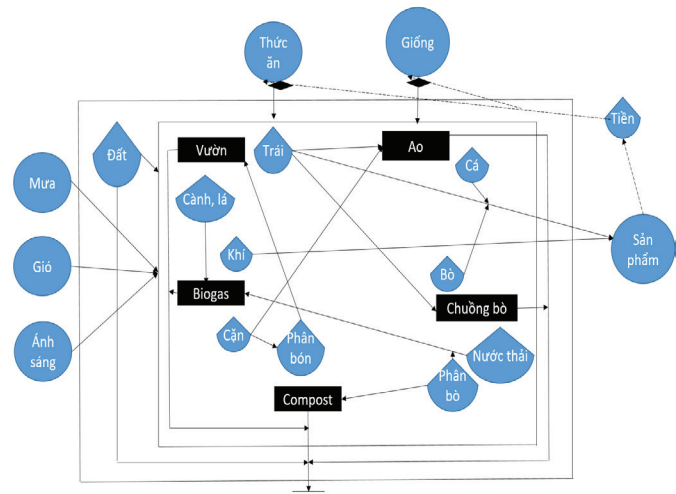 Thức
ăn
Giống
Tiền
Đất
Vườn
Trái
Ao
Cá
Mưa
Cành, lá
Khí
Sản
phẩm
Gió
Bò
Biogas
Chuồng bò
Ánh
sáng
Cặn
Phân
bón
Nước thải
Phân
bò
Compost